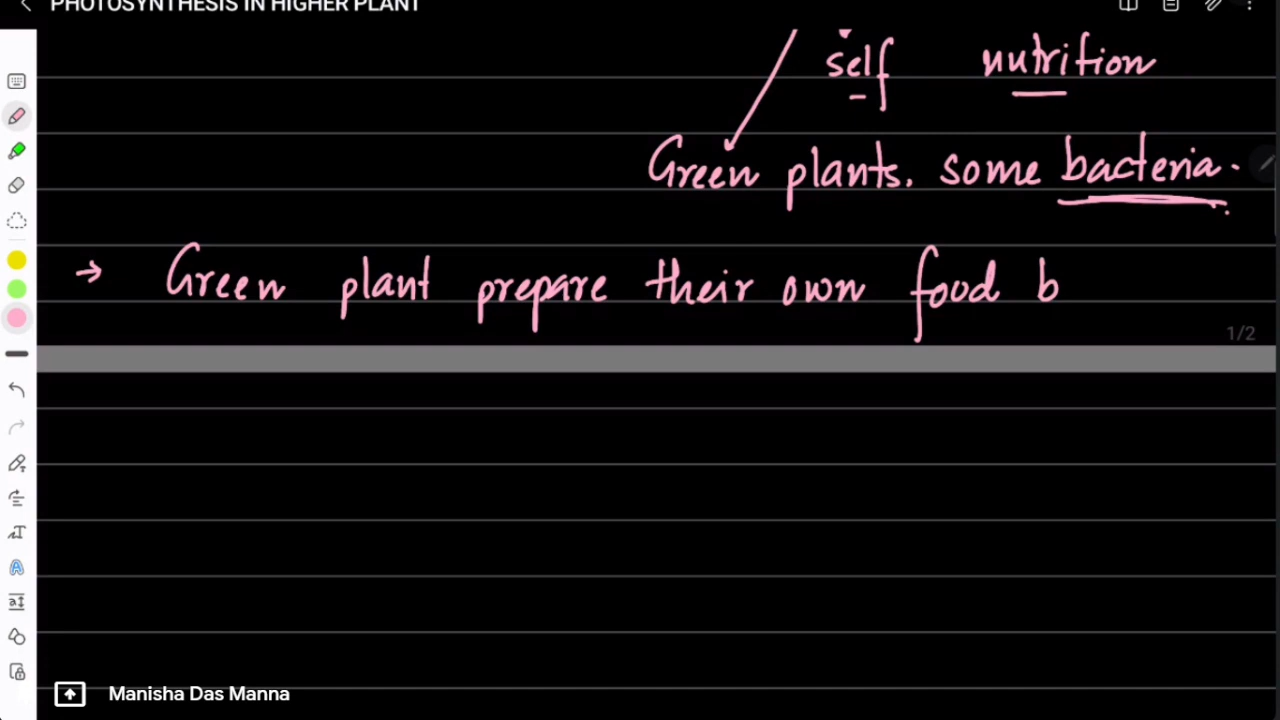 PHOTOSYNTHESIS IN HIGHER PLANT
self nutrition
Green plants. some bacteria.
→ Green plant prepare their own food b
1/2
Manisha Das Manna